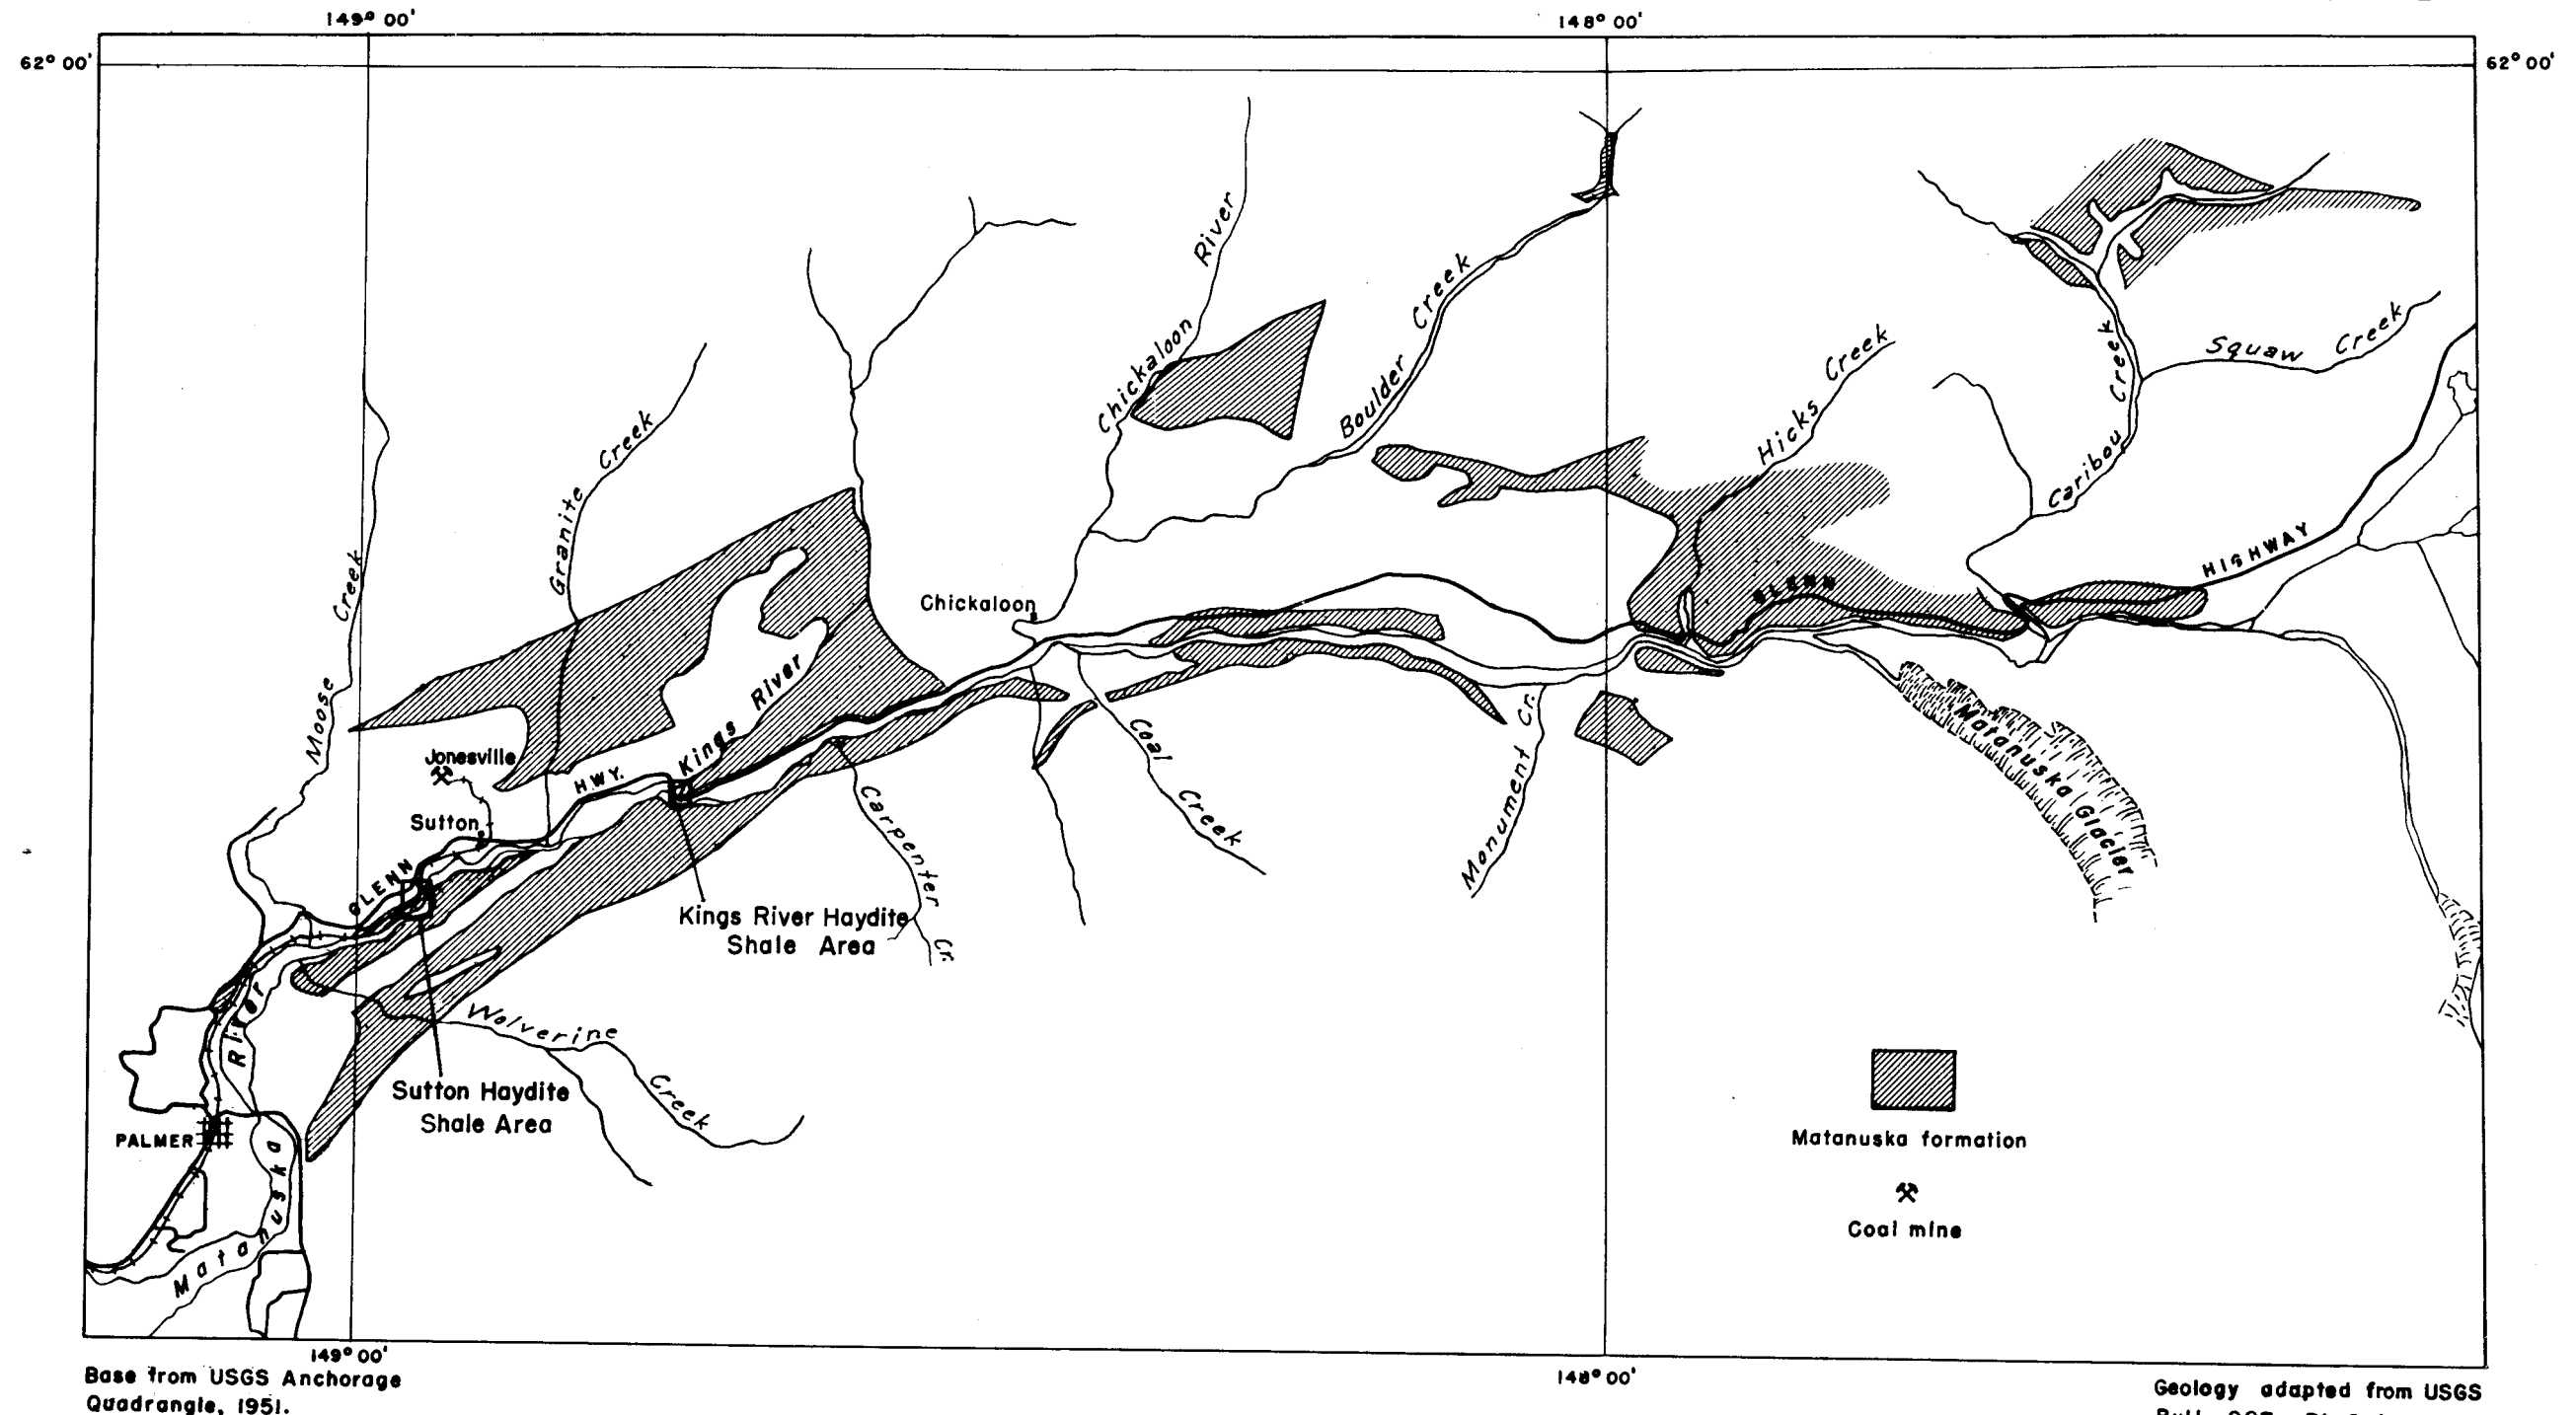 149° 00'
148° 00'
62° 00'
62° 00'
Chickaloon River
Boulder Creek
Hicks Creek
Caribou Creek
Squaw Creek
Granite Creek
Moose Creek
Chickaloon
GLENN
HIGHWAY
Kings River
Jonesville
HWY.
Sutton
GLENN
Coal Creek
Monument Cr.
Matanuska Glacier
Carpenter Cr.
Kings River Haydite
Shale Area
Wolverine Creek
Sutton Haydite
Shale Area
PALMER
Matanuska River
Matanuska formation
Coal mine
149° 00'
148° 00'
Base from USGS Anchorage
Quadrangle, 1951.
Geology adapted from USGS